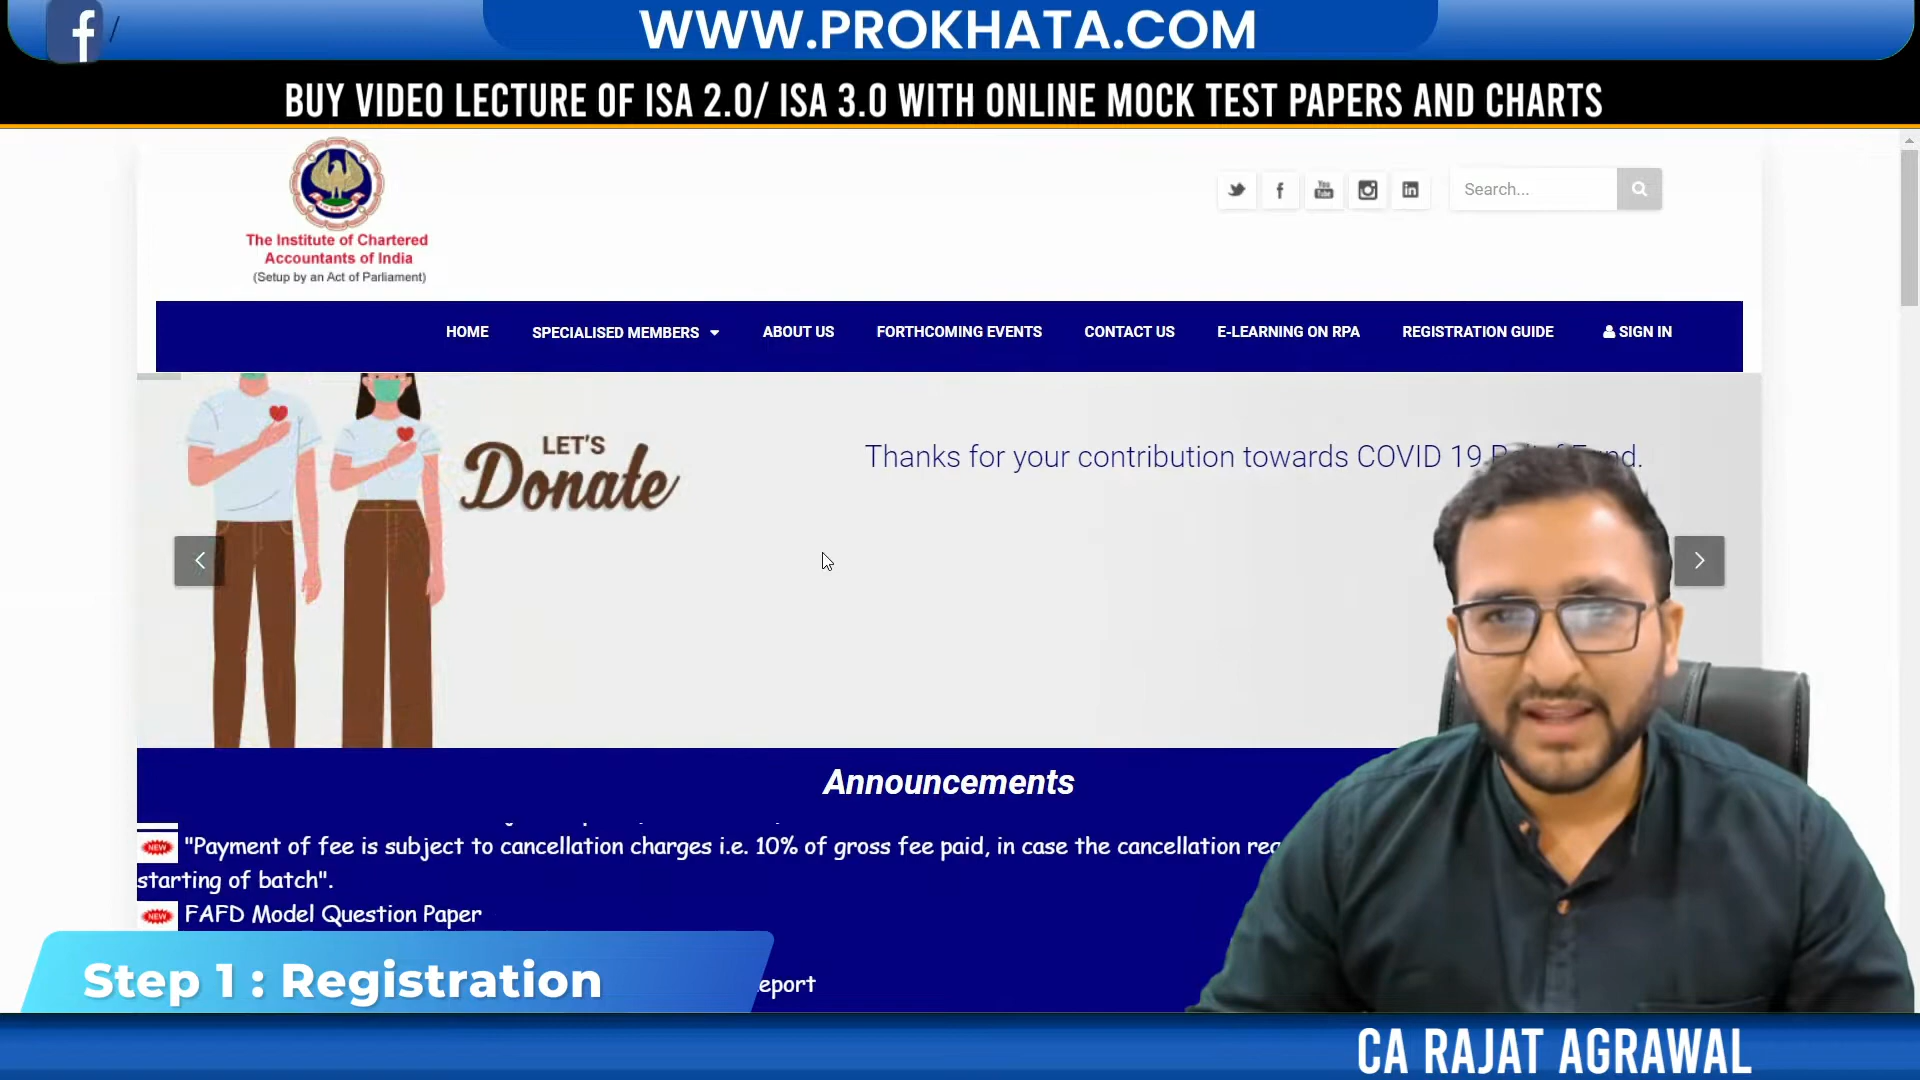 /
WWW.PROKHATA.COM
BUY VIDEO LECTURE OF ISA 2.0/ ISA 3.0 WITH ONLINE MOCK TEST PAPERS AND CHARTS
The Institute of Chartered
Accountants of India
(Setup by an Act of Parliament)
Search...
HOME
SPECIALISED MEMBERS
ABOUT US
FORTHCOMING EVENTS
CONTACT US
E-LEARNING ON RPA
REGISTRATION GUIDE
SIGN IN
LET'S
Donate
Thanks for your contribution towards COVID 19
Announcements
NEW "Payment of fee is subject to cancellation charges i.e. 10% of gross fee paid, in case the cancellation
starting of batch".
NEW FAFD Model Question Paper
Step 1 : Registration
CA RAJAT AGRAWAL